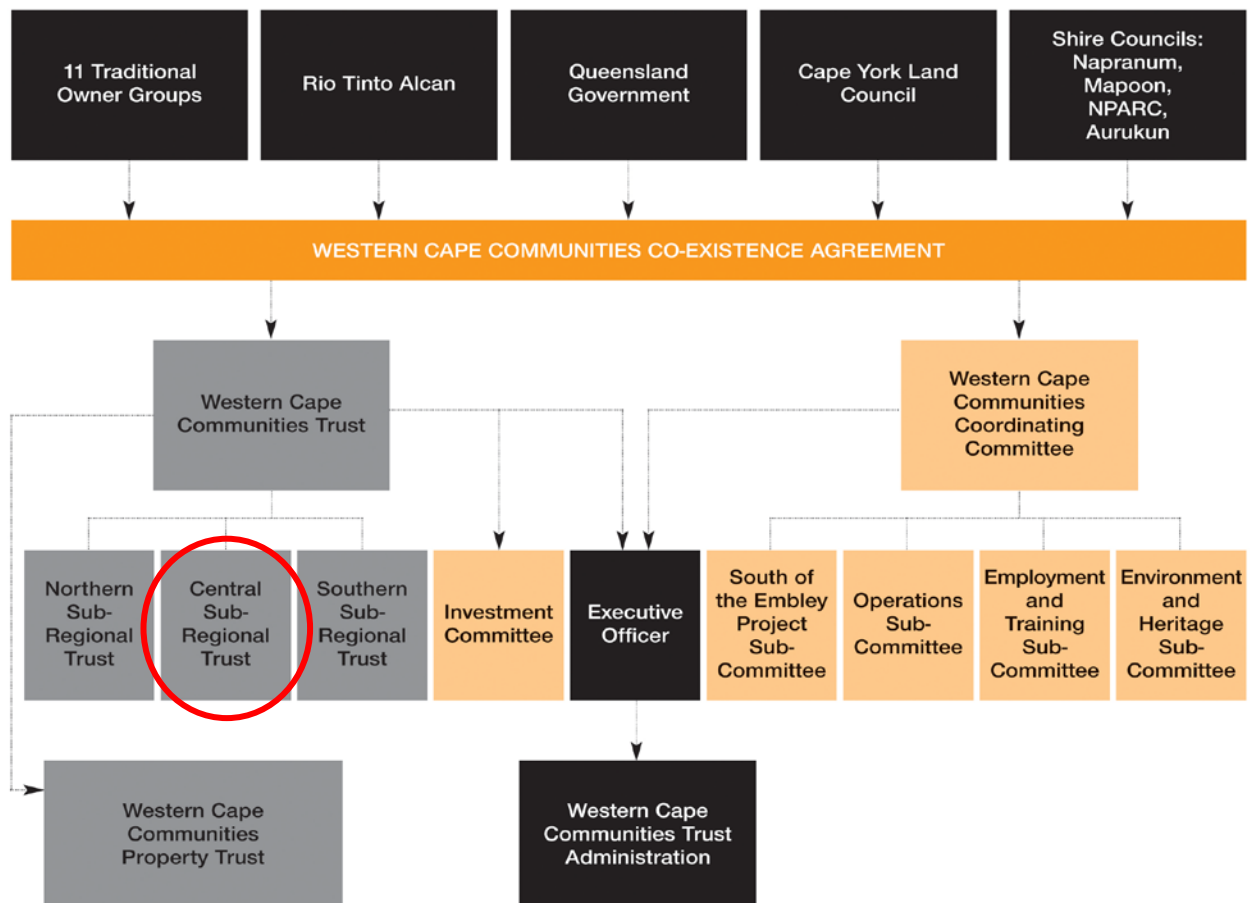 11 Traditional
Owner Groups
Rio Tinto Alcan
Queensland
Government
Cape York Land
Council
Shire Councils:
Napranum,
Mapoon,
NPARC,
Aurukun
WESTERN CAPE COMMUNITIES CO-EXISTENCE AGREEMENT
Western Cape
Communities Trust
Western Cape
Communities
Coordinating
Committee
Northern
Sub-
Regional
Trust
Central
Sub-
Regional
Trust
Southern
Sub-
Regional
Trust
Investment
Committee
Executive
Officer
South of
the Embley
Project
Sub-
Committee
Operations
Sub-
Committee
Employment
and
Training
Sub-
Committee
Environment
and
Heritage
Sub-
Committee
Western Cape
Communities
Property Trust
Western Cape
Communities Trust
Administration